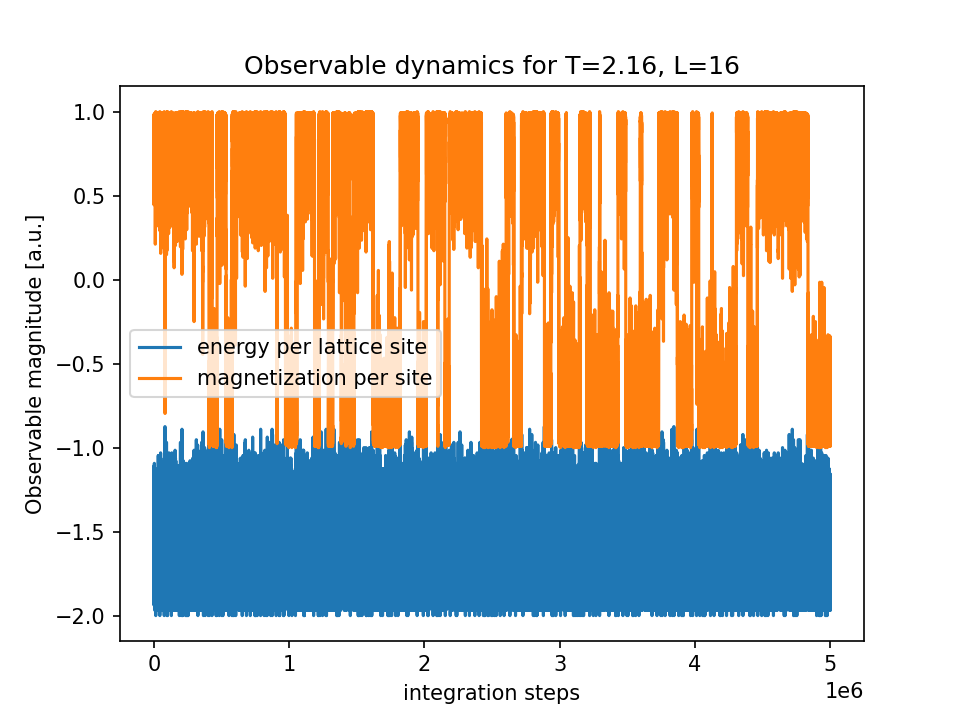 Observable dynamics for T=2.16, L=16
Observable magnitude [a.u.]
1.0
0.5
0.0
−0.5
−1.0
−1.5
−2.0
energy per lattice site
magnetization per site
0 1 2 3 4 5
1e6
integration steps